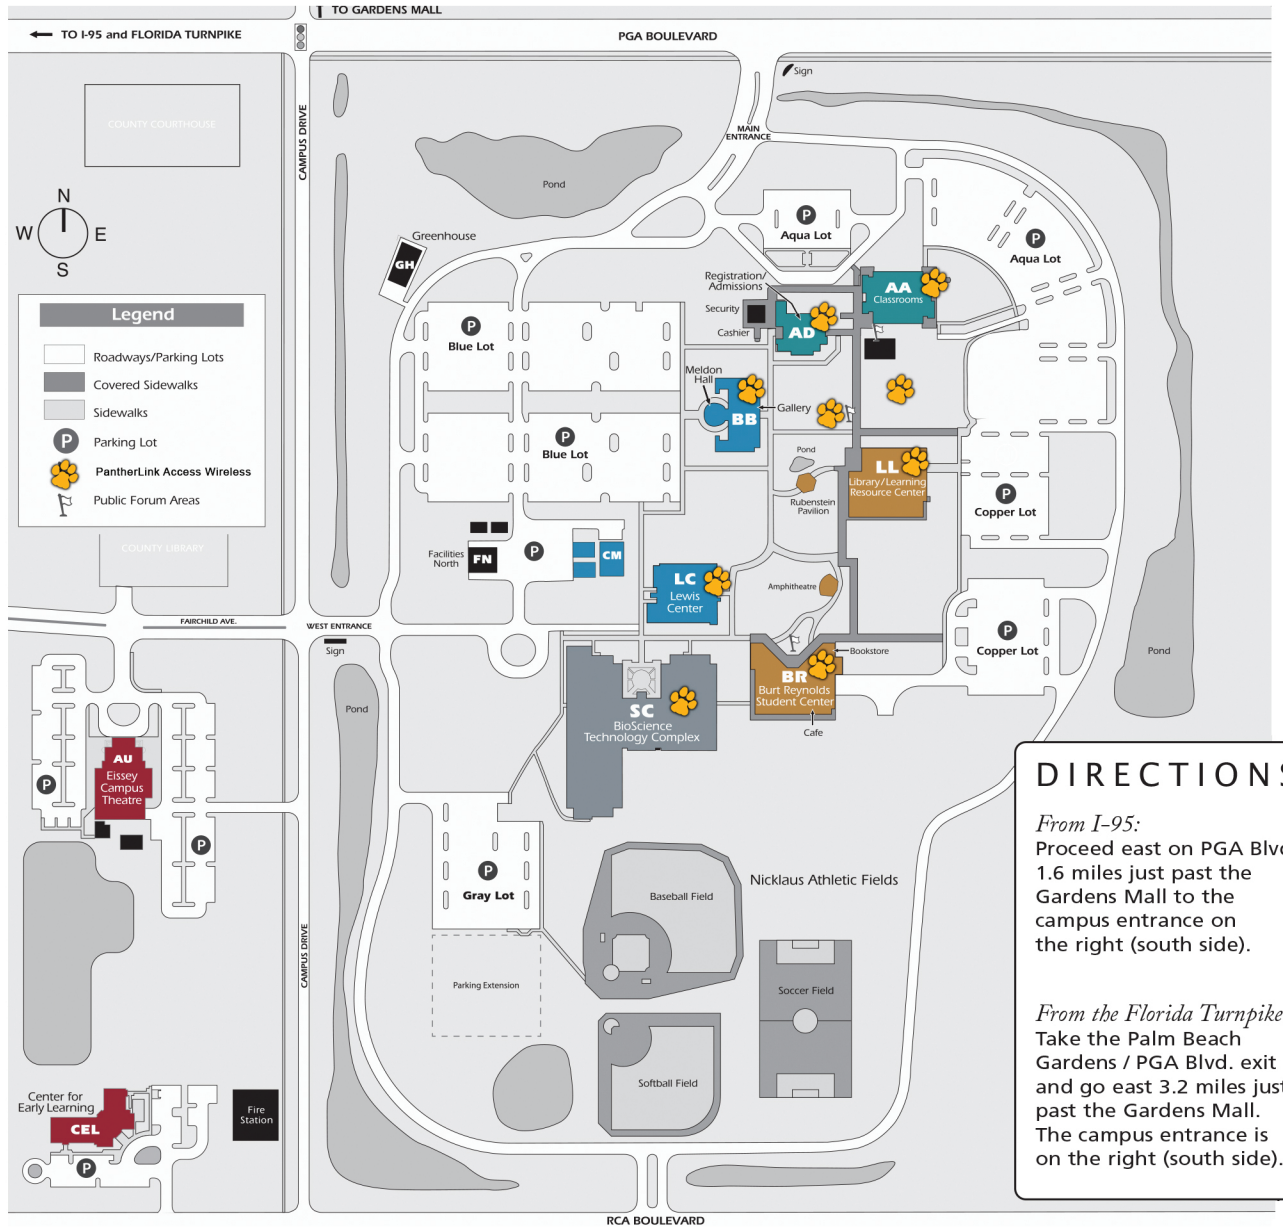 TO GARDENS MALL
TO I-95 and FLORIDA TURNPIKE
PGA BOULEVARD
Sign
COUNTY COURTHOUSE
CAMPUS DRIVE
MAIN
ENTRANCE
Pond
N
W E
S
P
Aqua Lot
P
Aqua Lot
Greenhouse
GH
Registration/
Admissions
AA
Classrooms
Security
Cashier
AD
Legend
Roadways/Parking Lots
Covered Sidewalks
Sidewalks
P
Parking Lot
PantherLink Access Wireless
Public Forum Areas
P
Blue Lot
Meldon
Hall
BB
Gallery
P
Blue Lot
Pond
LL
Library/Learning
Resource Center
Rubenstein
Pavilion
P
Copper Lot
COUNTY LIBRARY
Facilities
North
FN
P
CM
LC
Lewis
Center
Amphitheatre
FAIRCHILD AVE.
WEST ENTRANCE
Sign
P
Copper Lot
Pond
Bookstore
BR
Burt Reynolds
Student Center
Cafe
SC
BioScience
Technology Complex
Pond
AU
Eissey
Campus
Theatre
P
P
P
Gray Lot
Baseball Field
Nicklaus Athletic Fields
CAMPUS DRIVE
Parking Extension
Soccer Field
Softball Field
Center for
Early Learning
CEL
P
Fire
Station
RCA BOULEVARD
DIRECTIONS
From I-95:
Proceed east on PGA Blv
1.6 miles just past the
Gardens Mall to the
campus entrance on
the right (south side).
From the Florida Turnpike
Take the Palm Beach
Gardens / PGA Blvd. exit
and go east 3.2 miles just
past the Gardens Mall.
The campus entrance is
on the right (south side).